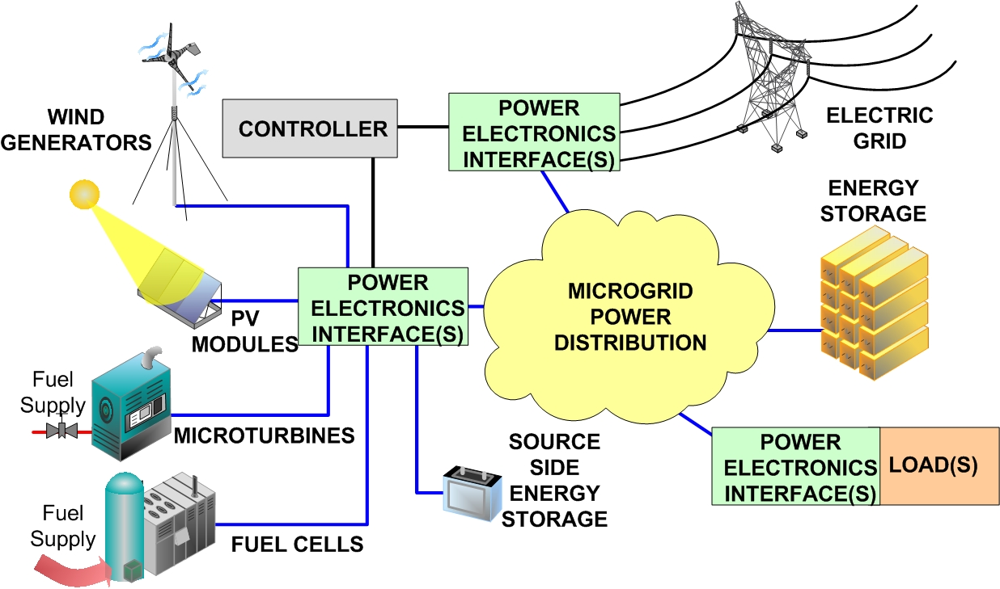 WIND
GENERATORS
CONTROLLER
POWER
ELECTRONICS
INTERFACE(S)
ELECTRIC
GRID
ENERGY
STORAGE
POWER
ELECTRONICS
INTERFACE(S)
MICROGRID
POWER
DISTRIBUTION
PV
MODULES
Fuel
Supply
MICROTURBINES
SOURCE
SIDE
ENERGY
STORAGE
POWER
ELECTRONICS
INTERFACE(S)
LOAD(S)
Fuel
Supply
FUEL CELLS